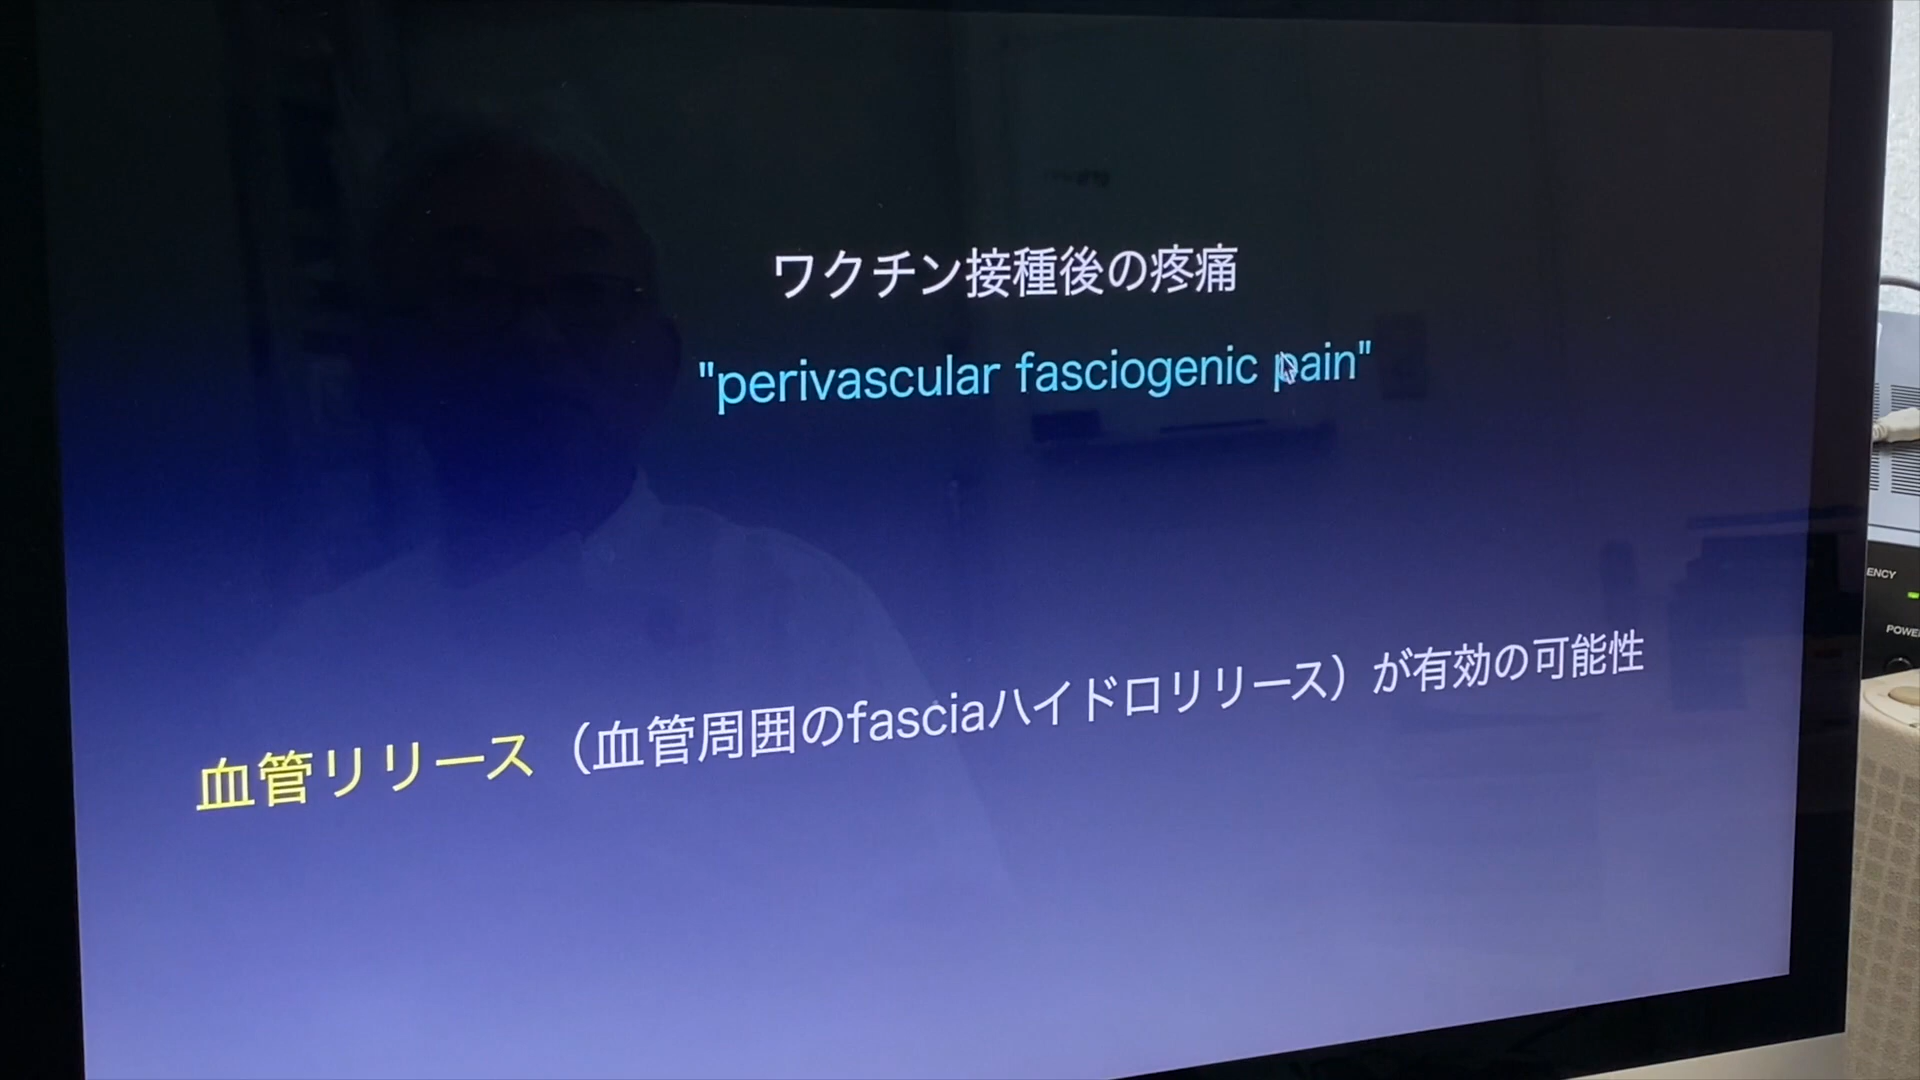 ワクチン接種後の疼痛
"perivascular fasciogenic pain"
血管リリース（血管周囲のfasciaハイドロリリース）が有効の可能性
ENCY
POWE